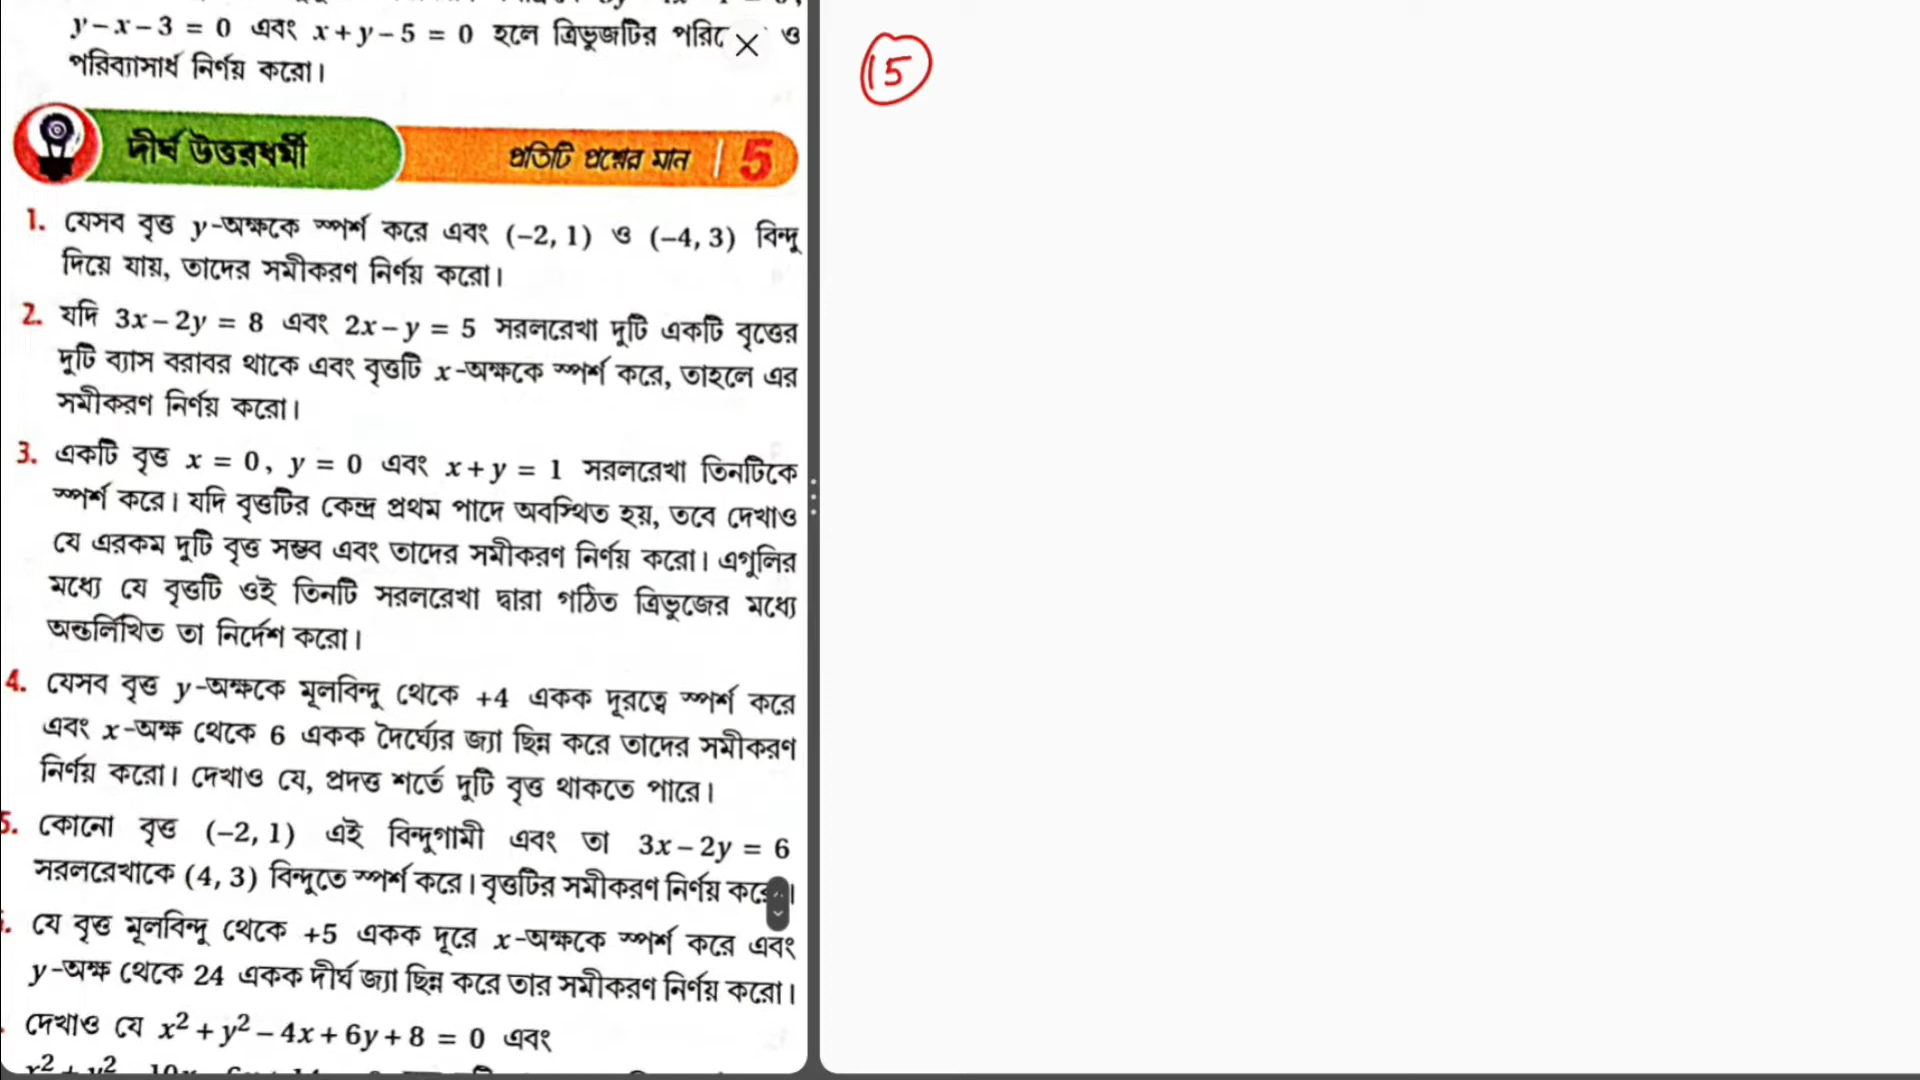 y-x-3 = 0 এবং x+y-5 = 0 হলে ত্রিভুজটির ও
পরিব্যাসার্ধ নির্ণয় করো।
দীর্ঘ উত্তরধর্মী
প্রতিটি প্রশ্নের মান | 5
1. যেসব বৃত্ত y-অক্ষকে স্পর্শ করে এবং (-2, 1) ও (-4, 3) বিন্দু
দিয়ে যায়, তাদের সমীকরণ নির্ণয় করো।
2. যদি 3x-2y = 8 এবং 2x-y = 5 সরলরেখা দুটি একটি বৃত্তের
দুটি ব্যাস বরাবর থাকে এবং বৃত্তটি x-অক্ষকে স্পর্শ করে, তাহলে এর
সমীকরণ নির্ণয় করো।
3. একটি বৃত্ত x = 0, y = 0 এবং x+y = 1 সরলরেখা তিনটিকে
স্পর্শ করে। যদি বৃত্তটির কেন্দ্র প্রথম পাদে অবস্থিত হয়, তবে দেখাও
যে এরকম দুটি বৃত্ত সম্ভব এবং তাদের সমীকরণ নির্ণয় করো। এগুলির
মধ্যে যে বৃত্তটি ওই তিনটি সরলরেখা দ্বারা গঠিত ত্রিভুজের মধ্যে
অন্তর্লিখিত তা নির্দেশ করো।
4. যেসব বৃত্ত y-অক্ষকে মূলবিন্দু থেকে +4 একক দূরত্বে স্পর্শ করে
এবং x-অক্ষ থেকে 6 একক দৈর্ঘ্যের জ্যা ছিন্ন করে তাদের সমীকরণ
নির্ণয় করো। দেখাও যে, প্রদত্ত শর্তে দুটি বৃত্ত থাকতে পারে।
5. কোনো বৃত্ত (-2, 1) এই বিন্দুগামী এবং তা 3x-2y = 6
সরলরেখাকে (4, 3) বিন্দুতে স্পর্শ করে। বৃত্তটির সমীকরণ নির্ণয় করো।
যে বৃত্ত মূলবিন্দু থেকে +5 একক দূরে x-অক্ষকে স্পর্শ করে এবং
y-অক্ষ থেকে 24 একক দীর্ঘ জ্যা ছিন্ন করে তার সমীকরণ নির্ণয় করো।
দেখাও যে x²+y²-4x+6y+8 = 0 এবং
15